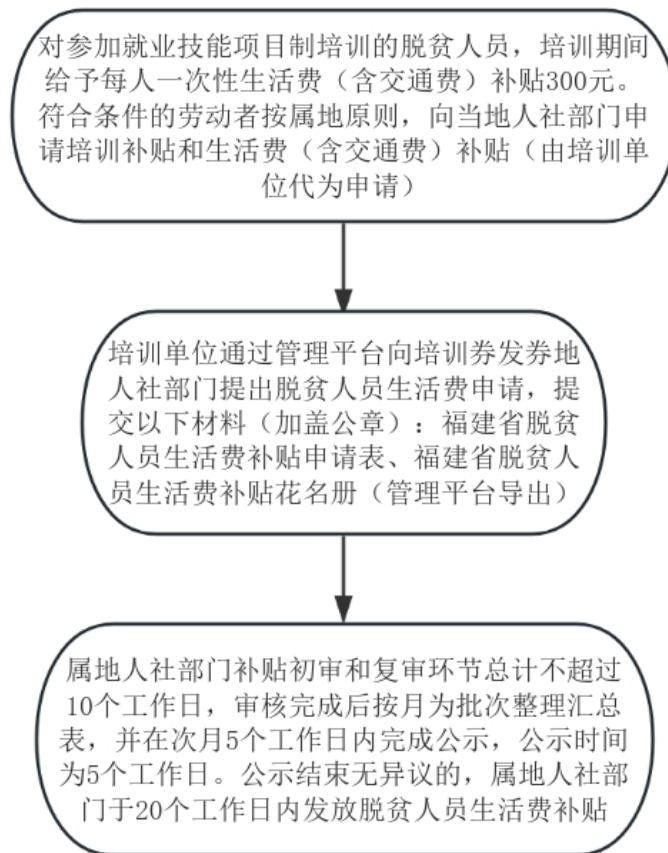 对参加就业技能项目制培训的脱贫人员，培训期间
给予每人一次性生活费（含交通费）补贴300元。
符合条件的劳动者按属地原则，向当地人社部门申
请培训补贴和生活费（含交通费）补贴（由培训单
位代为申请）
培训单位通过管理平台向培训券发券地
人社部门提出脱贫人员生活费申请，提
交以下材料（加盖公章）：福建省脱贫
人员生活费补贴申请表、福建省脱贫人
员生活费补贴花名册（管理平台导出）
属地人社部门补贴初审和复审环节总计不超过
10个工作日，审核完成后按月为批次整理汇总
表，并在次月5个工作日内完成公示，公示时间
为5个工作日。公示结束无异议的，属地人社部
门于20个工作日内发放脱贫人员生活费补贴